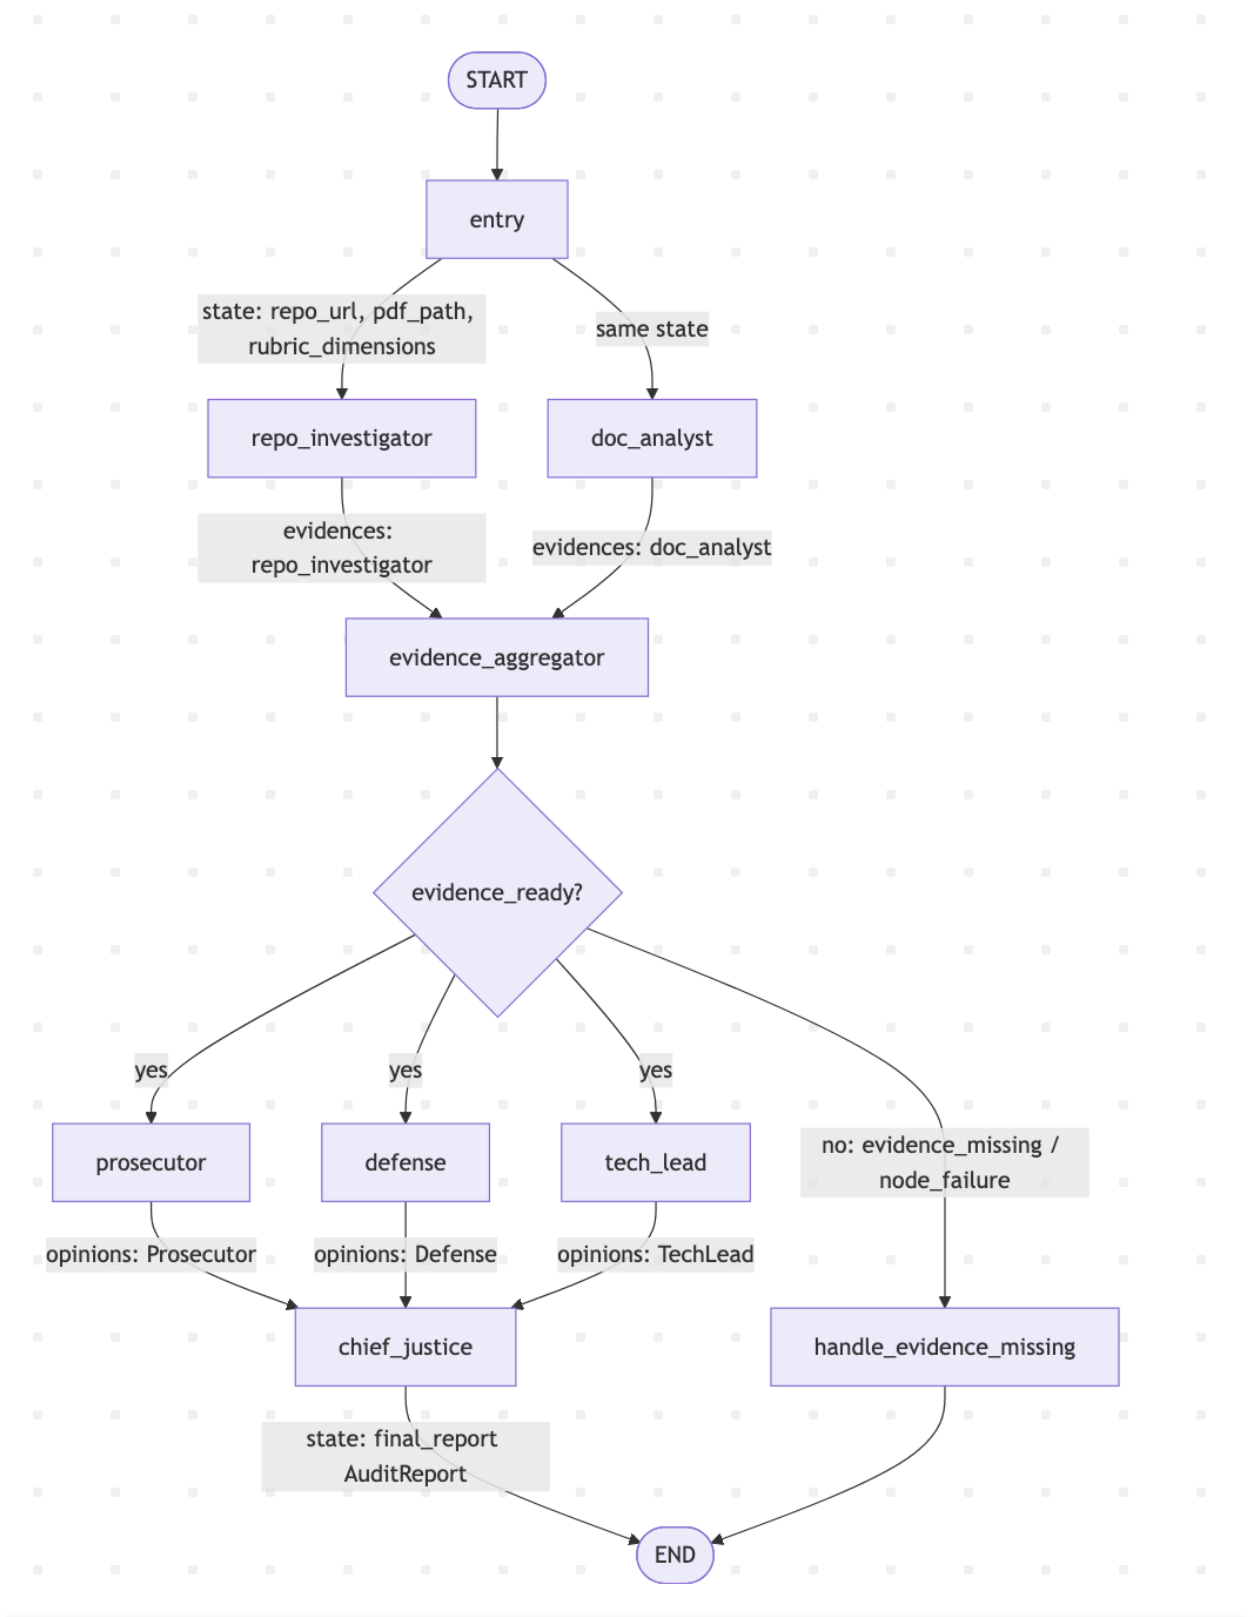 START
entry
state: repo_url, pdf_path,
rubric_dimensions
same state
repo_investigator
doc_analyst
evidences:
repo_investigator
evidences: doc_analyst
evidence_aggregator
evidence_ready?
yes
yes
yes
no: evidence_missing /
node_failure
prosecutor
defense
tech_lead
opinions: Prosecutor
opinions: Defense
opinions: TechLead
chief_justice
handle_evidence_missing
state: final_report
AuditReport
END